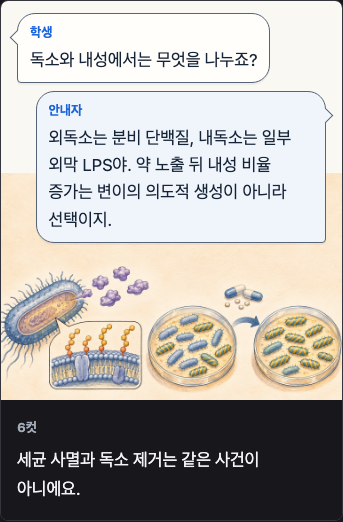 학생
독소와 내성에서는 무엇을 나누죠?
안내자
외독소는 분비 단백질, 내독소는 일부
외막 LPS야. 약 노출 뒤 내성 비율
증가는 변이의 의도적 생성이 아니라
선택이지.
6컷
세균 사멸과 독소 제거는 같은 사건이
아니에요.